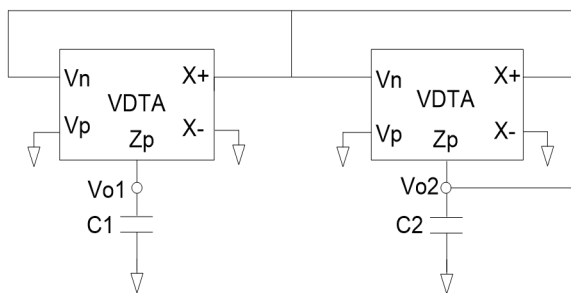 Vn X+ Vn X+
VDTA VDTA
Vp X- Vp X-
Zp Zp
Vo1 Vo2
C1 C2